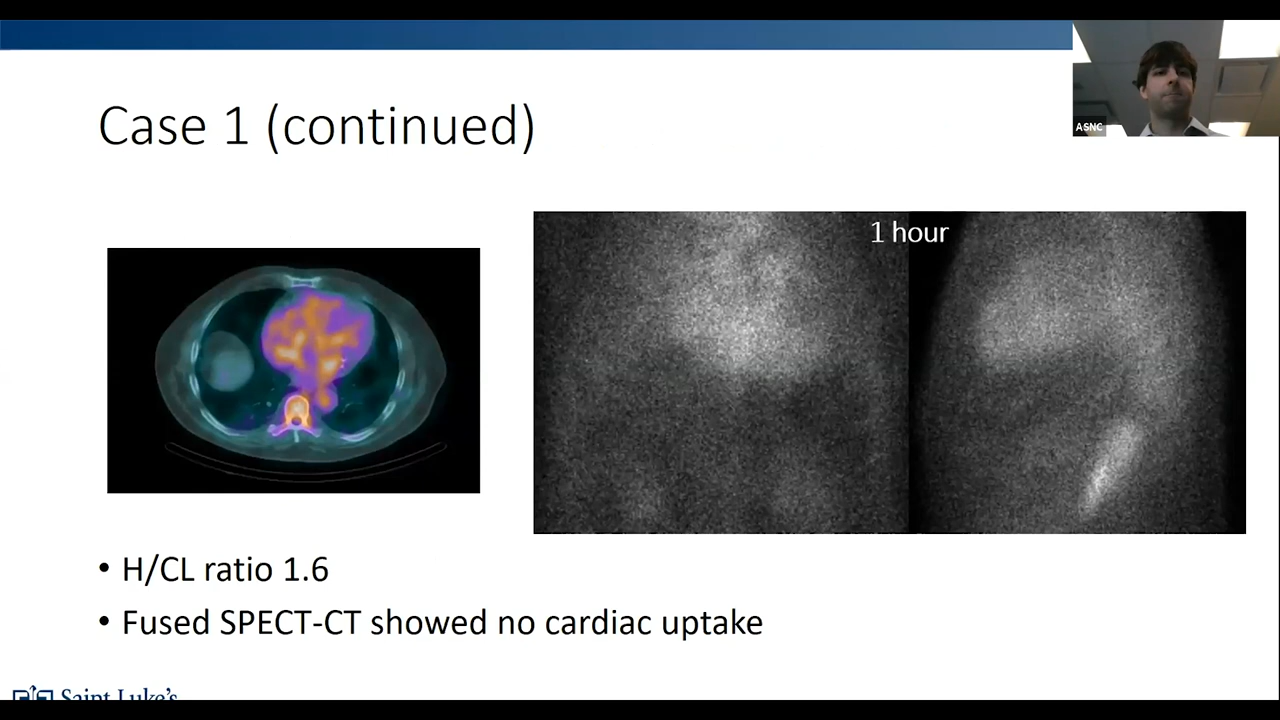 ASNC
Case 1 (continued)
1 hour
• H/CL ratio 1.6
• Fused SPECT-CT showed no cardiac uptake
Saint Luke's